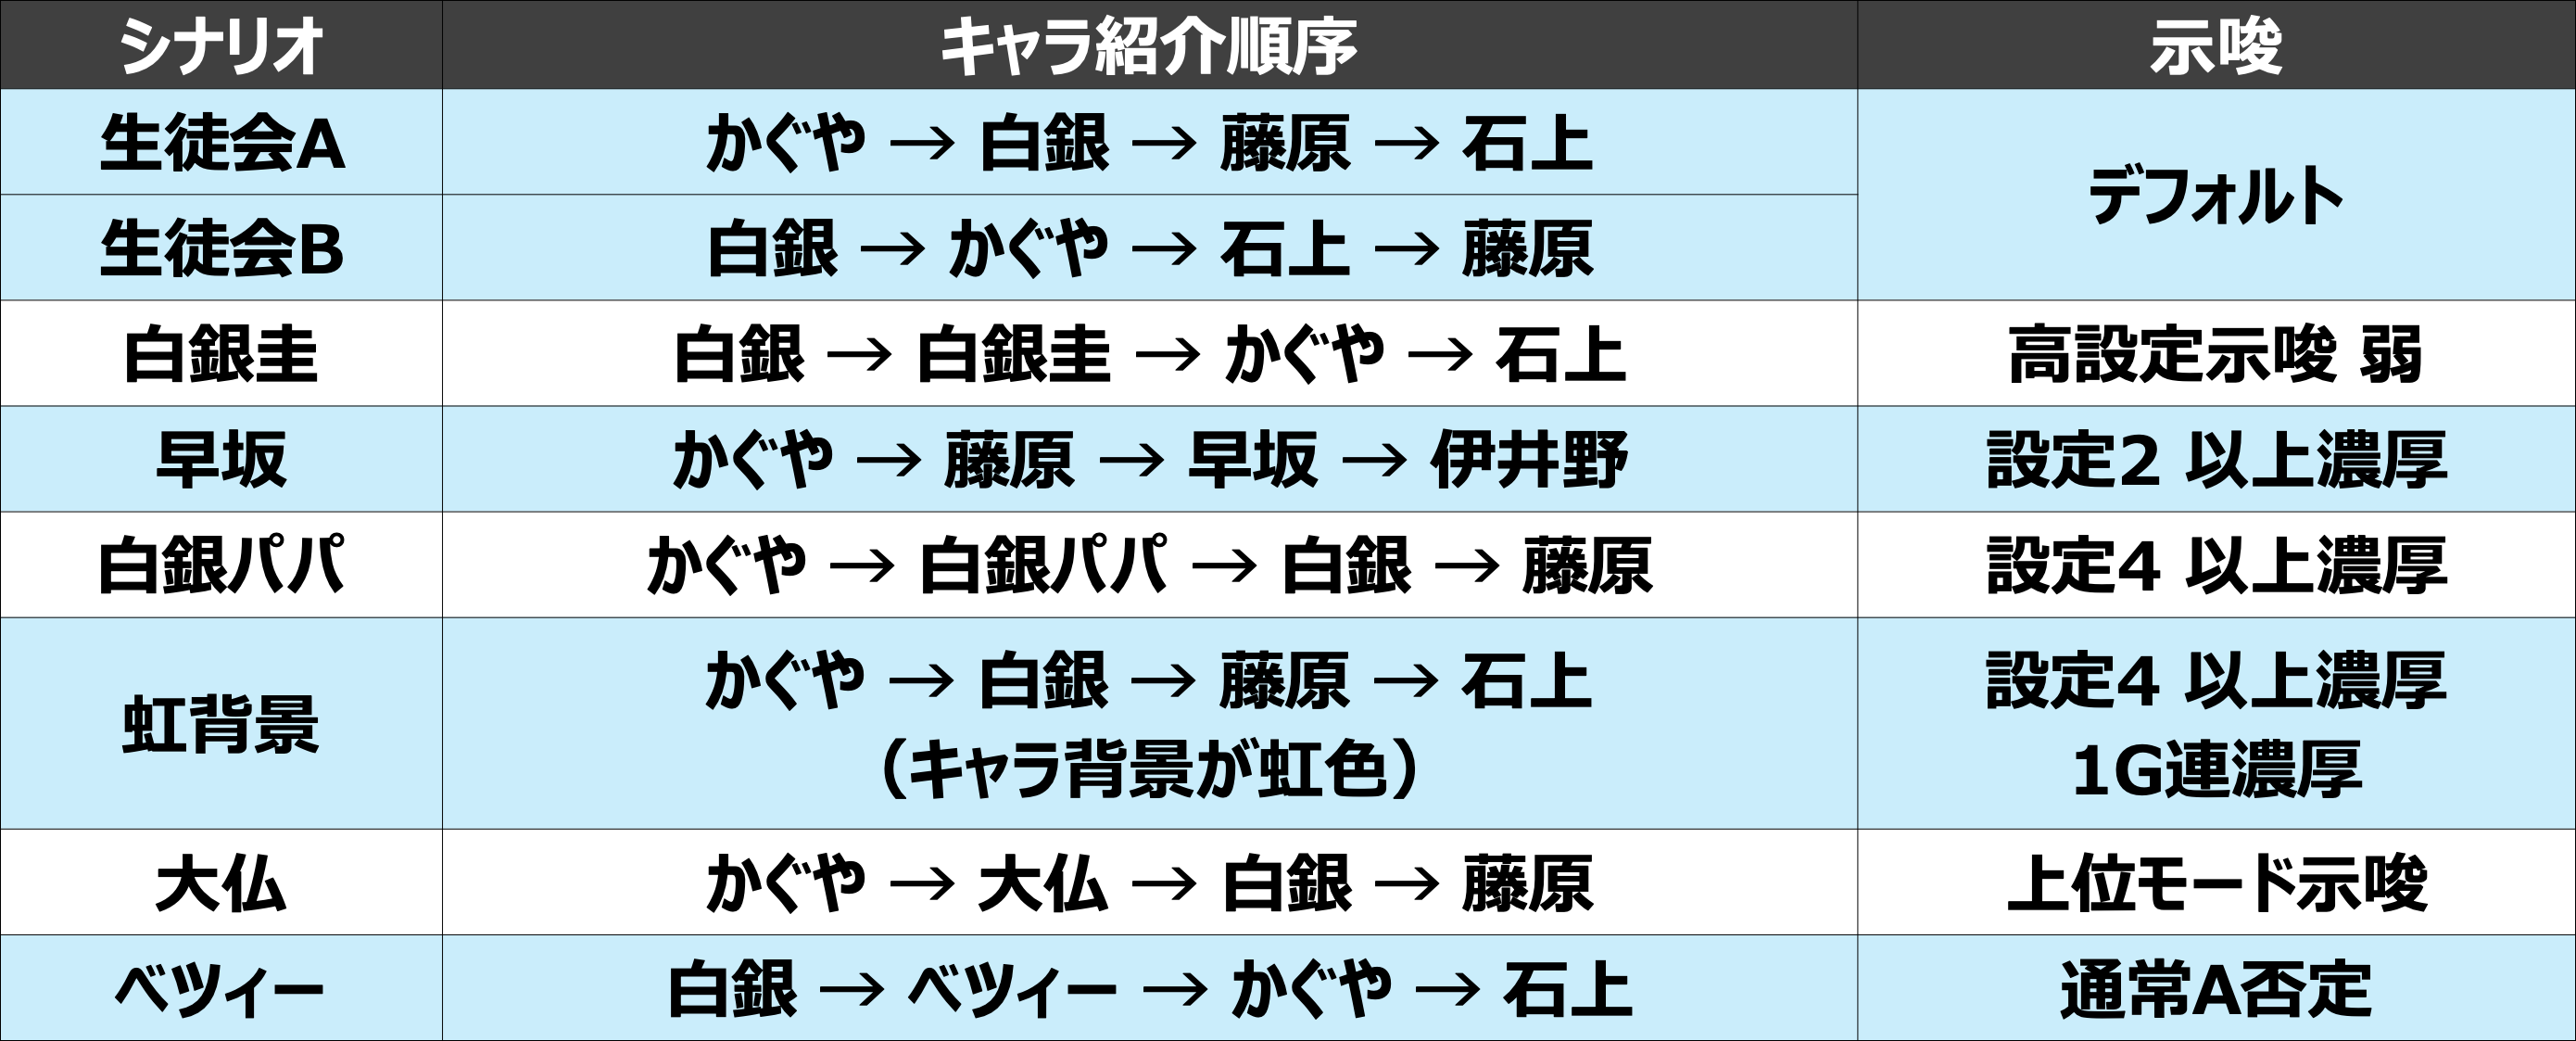 シナリオ キャラ紹介順序 示唆
生徒会A かぐや → 白銀 → 藤原 → 石上 デフォルト
生徒会B 白銀 → かぐや → 石上 → 藤原
白銀圭 白銀 → 白銀圭 → かぐや → 石上 高設定示唆 弱
早坂 かぐや → 藤原 → 早坂 → 伊井野 設定2 以上濃厚
白銀パパ かぐや → 白銀パパ → 白銀 → 藤原 設定4 以上濃厚
虹背景 かぐや → 白銀 → 藤原 → 石上 設定4 以上濃厚
（キャラ背景が虹色） 1G連濃厚
大仏 かぐや → 大仏 → 白銀 → 藤原 上位モード示唆
ベツィー 白銀 → ベツィー → かぐや → 石上 通常A否定